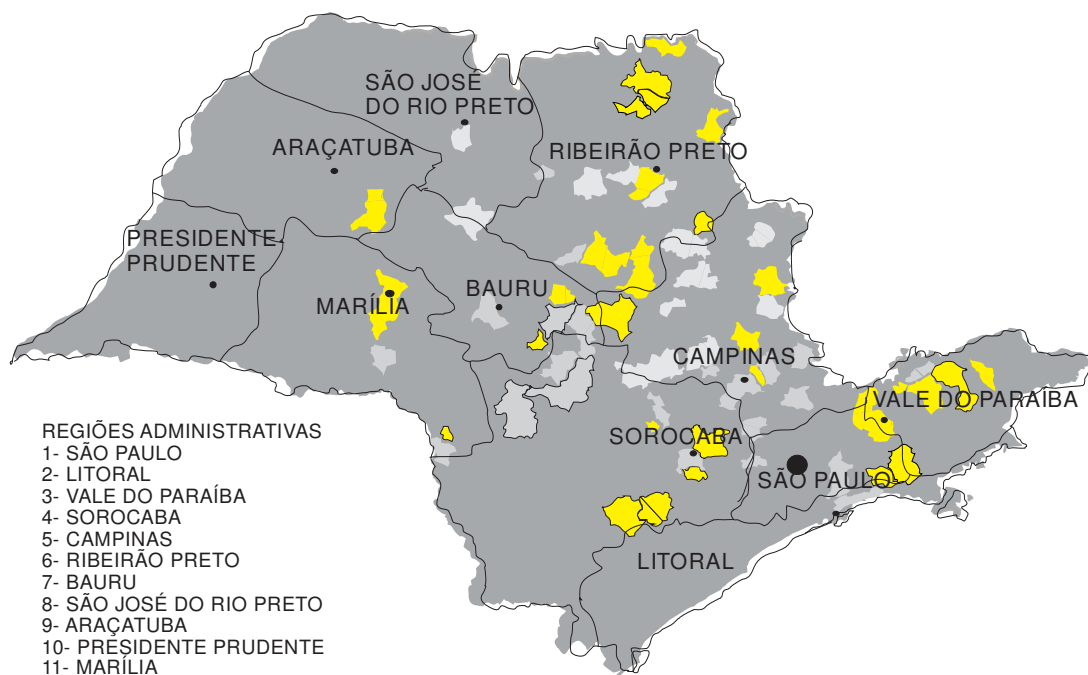 SÃO JOSÉ
DO RIO PRETO
ARAÇATUBA
RIBEIRÃO PRETO
PRESIDENTE
PRUDENTE
MARÍLIA
BAURU
CAMPINAS
VALE DO PARAÍBA
SOROCABA
SÃO PAULO
LITORAL
REGIÕES ADMINISTRATIVAS
1- SÃO PAULO
2- LITORAL
3- VALE DO PARAÍBA
4- SOROCABA
5- CAMPINAS
6- RIBEIRÃO PRETO
7- BAURU
8- SÃO JOSÉ DO RIO PRETO
9- ARAÇATUBA
10- PRESIDENTE PRUDENTE
11- MARÍLIA